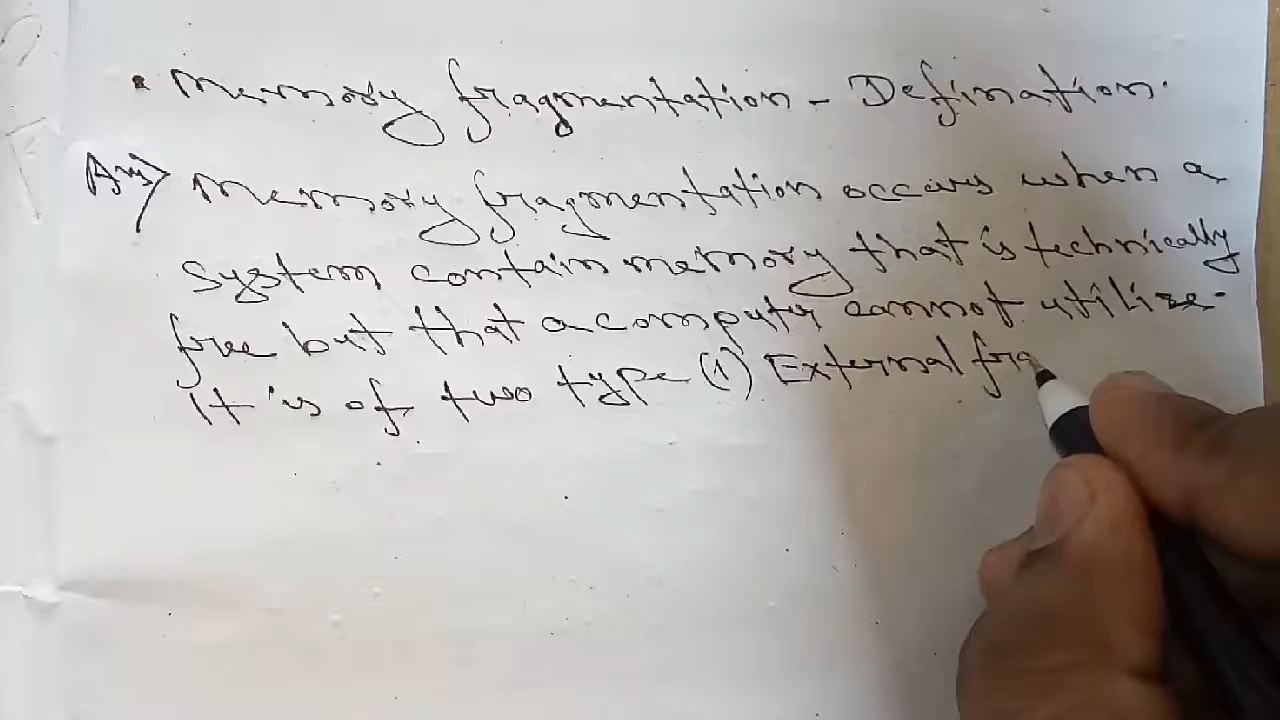 • Memory fragmentation - Defination.
Ans) Memory fragmentation occurs when a
system contain memory that is technically
free but that a computer cannot utilize.
It is of two type (1) External fra